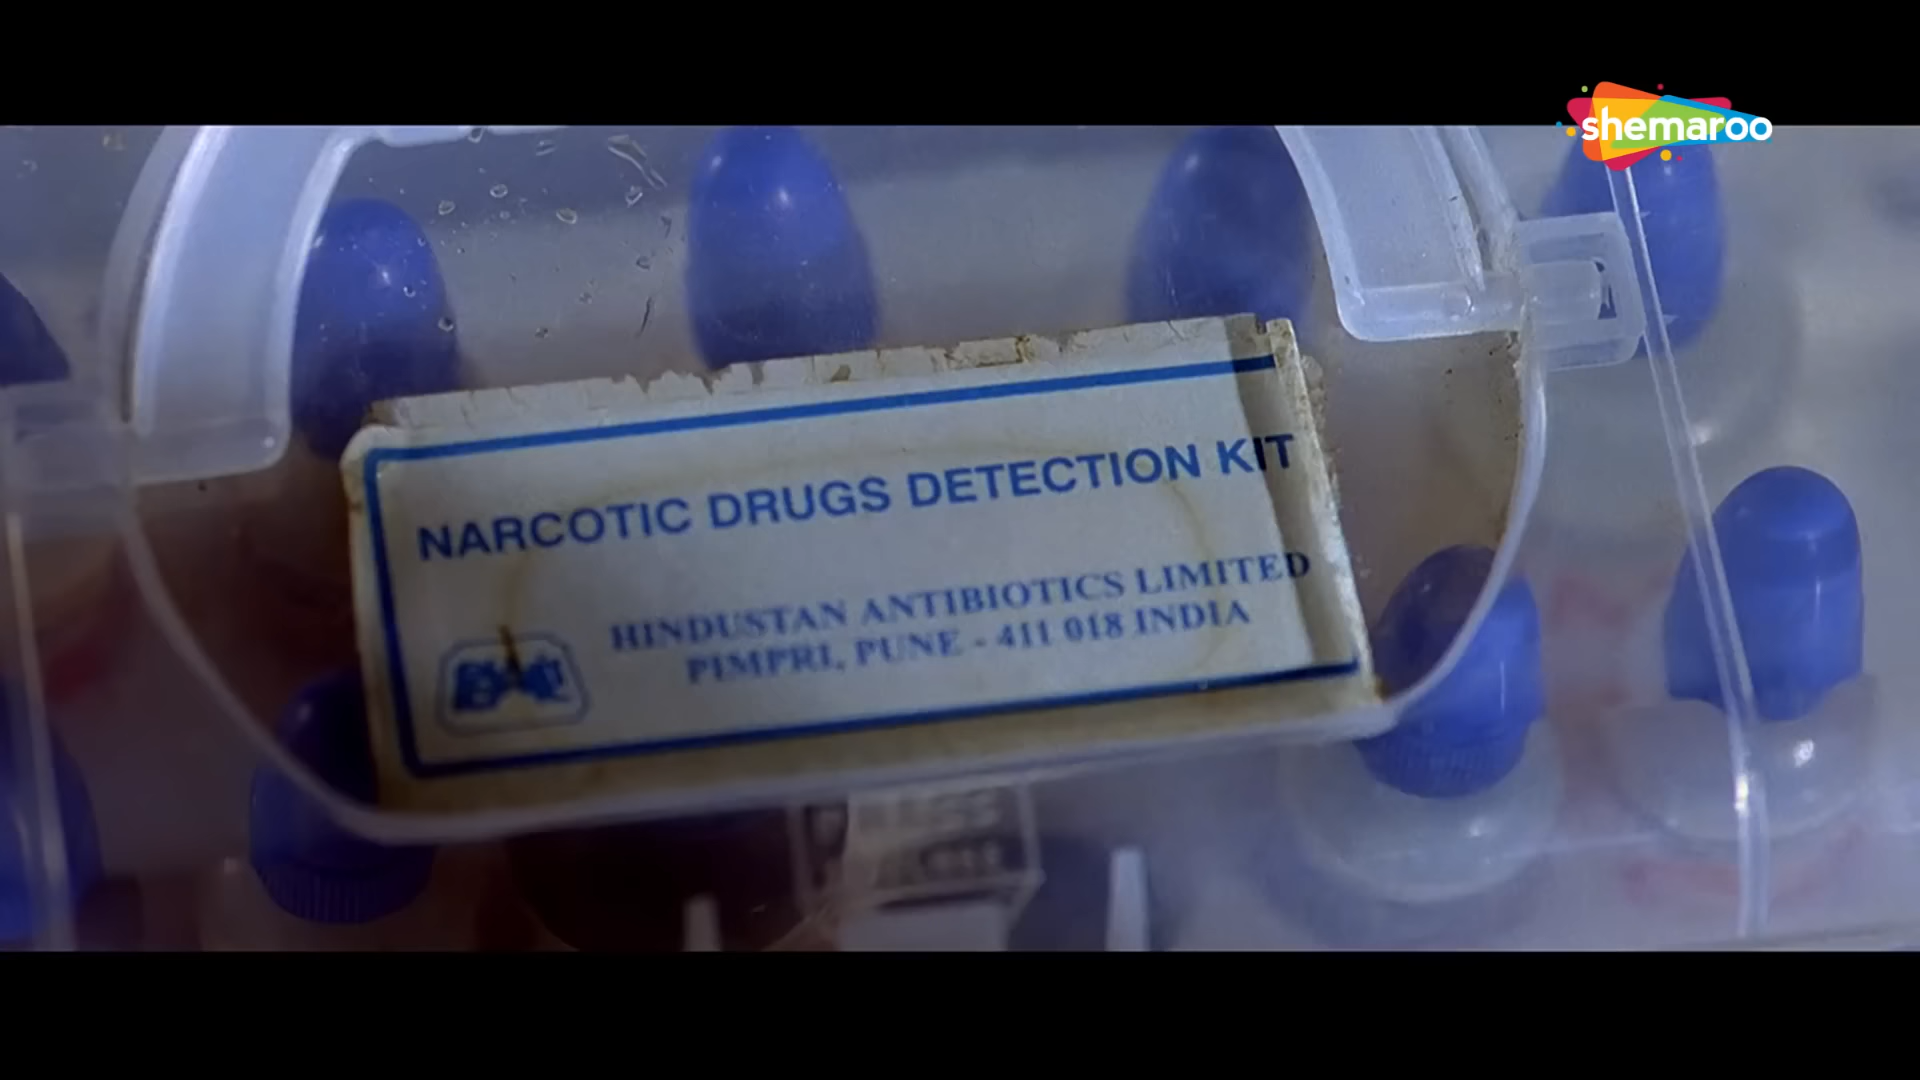 shemaroo
NARCOTIC DRUGS DETECTION KIT
HINDUSTAN ANTIBIOTICS LIMITED
PIMPRI, PUNE - 411 018 INDIA